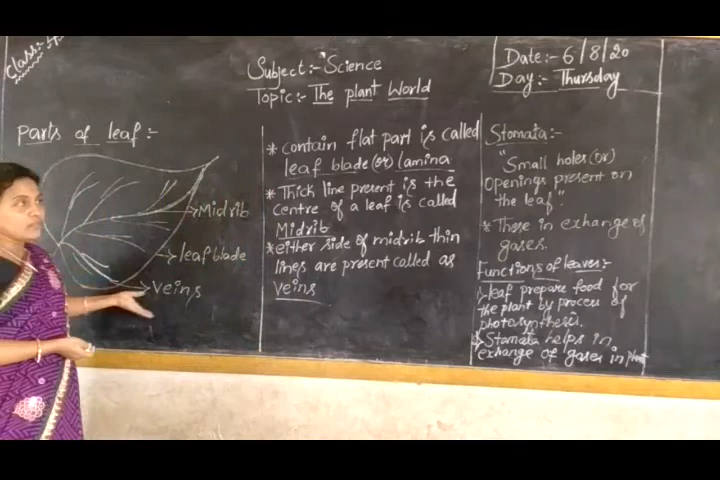 Class:- 4
Subject:- Science
Topic:- The plant World
Date:- 6/8/20
Day:- Thursday
Parts of leaf:-
Midrib
leaf blade
Veins
* contain flat part is called
leaf blade (or) lamina
* Thick line present is the
centre of a leaf is called
Midrib
* either side of midrib thin
lines are present called as
veins
Stomata:-
"Small holes (or)
Openings present on
the leaf".
* These in exchange of
gases.
Functions of leaves:-
leaf prepare food for
the plant by process of
photosynthesis.
Stamata helps in
exchange of gases in plant